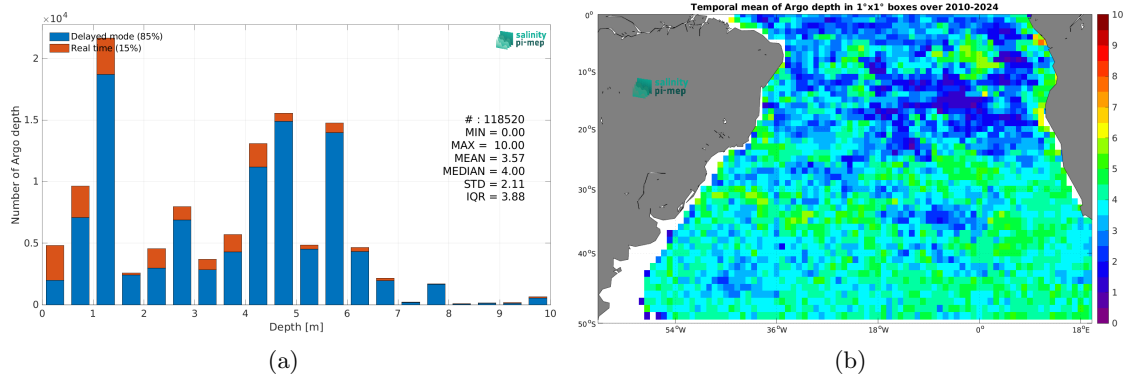 ×10⁴
Delayed mode (85%)
Real time (15%)
salinity
pi-mep
# : 118520
MIN = 0.00
MAX = 10.00
MEAN = 3.57
MEDIAN = 4.00
STD = 2.11
IQR = 3.88
Number of Argo depth
2
1.5
1
0.5
0
0 1 2 3 4 5 6 7 8 9 10
Depth [m]
(a)
Temporal mean of Argo depth in 1°x1° boxes over 2010-2024
salinity
pi-mep
0°
10°S
20°S
30°S
40°S
50°S
54°W 36°W 18°W 0° 18°E
10
9
8
7
6
5
4
3
2
1
0
(b)